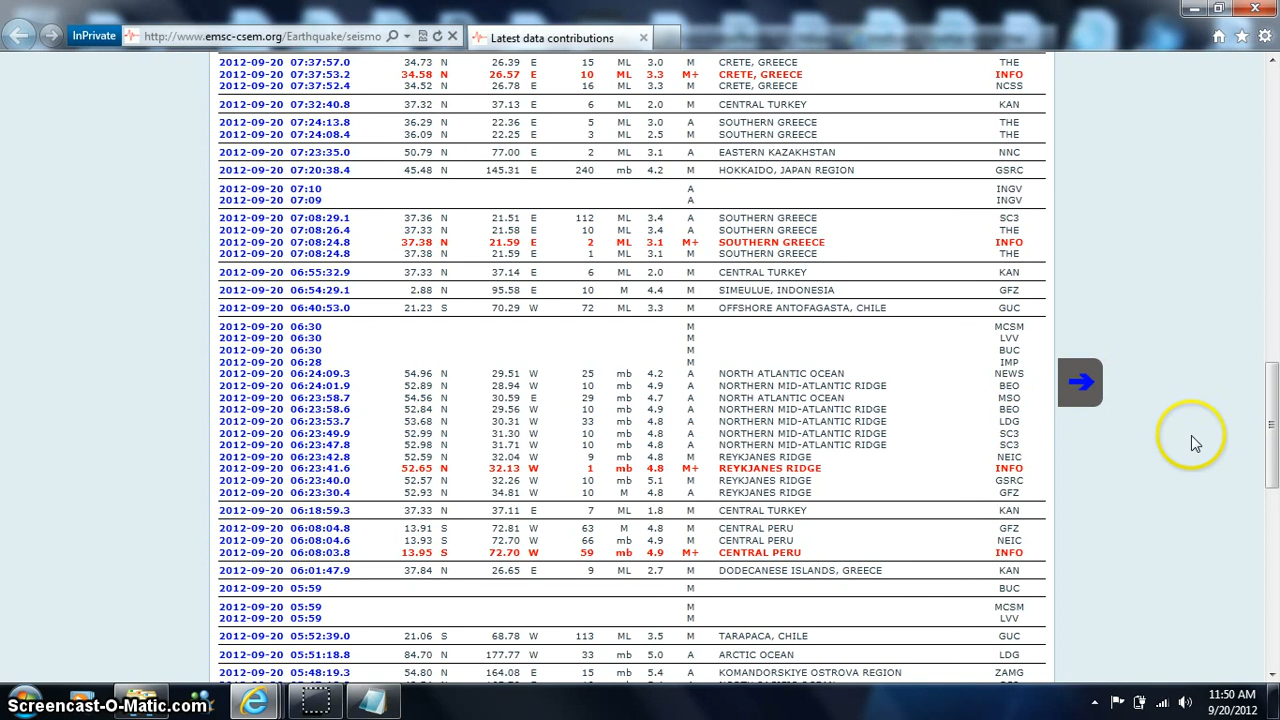 InPrivate http://www.emsc-csem.org/Earthquake/seismo Latest data contributions
2012-09-20 07:37:57.0 34.73 N 26.39 E 15 ML 3.0 M CRETE, GREECE THE
2012-09-20 07:37:53.2 34.58 N 26.57 E 10 ML 3.3 M+ CRETE, GREECE INFO
2012-09-20 07:37:52.4 34.52 N 26.78 E 16 ML 3.3 M CRETE, GREECE NCSS
2012-09-20 07:32:40.8 37.32 N 37.13 E 6 ML 2.0 M CENTRAL TURKEY KAN
2012-09-20 07:24:13.8 36.29 N 22.36 E 5 ML 3.0 A SOUTHERN GREECE THE
2012-09-20 07:24:08.4 36.09 N 22.25 E 3 ML 2.5 M SOUTHERN GREECE THE
2012-09-20 07:23:35.0 50.79 N 77.00 E 2 ML 3.1 A EASTERN KAZAKHSTAN NNC
2012-09-20 07:20:38.4 45.48 N 145.31 E 240 mb 4.2 M HOKKAIDO, JAPAN REGION GSRC
2012-09-20 07:10 A INGV
2012-09-20 07:09 A INGV
2012-09-20 07:08:29.1 37.36 N 21.51 E 112 ML 3.4 A SOUTHERN GREECE SC3
2012-09-20 07:08:26.4 37.33 N 21.58 E 10 ML 3.4 A SOUTHERN GREECE THE
2012-09-20 07:08:24.8 37.38 N 21.59 E 2 ML 3.1 M+ SOUTHERN GREECE INFO
2012-09-20 07:08:24.8 37.38 N 21.59 E 1 ML 3.1 M SOUTHERN GREECE THE
2012-09-20 06:55:32.9 37.33 N 37.14 E 6 ML 2.0 M CENTRAL TURKEY KAN
2012-09-20 06:54:29.1 2.88 N 95.58 E 10 M 4.4 M SIMEULUE, INDONESIA GFZ
2012-09-20 06:40:53.0 21.23 S 70.29 W 72 ML 3.3 M OFFSHORE ANTOFAGASTA, CHILE GUC
2012-09-20 06:30 M MCSM
2012-09-20 06:30 M LVV
2012-09-20 06:30 M BUC
2012-09-20 06:28 M IMP
2012-09-20 06:24:09.3 54.96 N 29.51 W 25 mb 4.2 A NORTH ATLANTIC OCEAN NEWS
2012-09-20 06:24:01.9 52.89 N 28.94 W 10 mb 4.9 A NORTHERN MID-ATLANTIC RIDGE BEO
2012-09-20 06:23:58.7 54.56 N 30.59 E 29 mb 4.7 A NORTH ATLANTIC OCEAN MSO
2012-09-20 06:23:58.6 52.84 N 29.56 W 10 mb 4.9 A NORTHERN MID-ATLANTIC RIDGE BEO
2012-09-20 06:23:53.7 53.68 N 30.31 W 33 mb 4.8 A NORTHERN MID-ATLANTIC RIDGE LDG
2012-09-20 06:23:49.9 52.99 N 31.30 W 10 mb 4.8 A NORTHERN MID-ATLANTIC RIDGE SC3
2012-09-20 06:23:47.8 52.98 N 31.71 W 10 mb 4.8 A NORTHERN MID-ATLANTIC RIDGE SC3
2012-09-20 06:23:42.8 52.59 N 32.04 W 9 mb 4.8 M REYKJANES RIDGE NEIC
2012-09-20 06:23:41.6 52.65 N 32.13 W 1 mb 4.8 M+ REYKJANES RIDGE INFO
2012-09-20 06:23:40.0 52.57 N 32.26 W 10 mb 5.1 M REYKJANES RIDGE GSRC
2012-09-20 06:23:30.4 52.93 N 34.81 W 10 M 4.8 A REYKJANES RIDGE GFZ
2012-09-20 06:18:59.3 37.33 N 37.11 E 7 ML 1.8 M CENTRAL TURKEY KAN
2012-09-20 06:08:04.8 13.91 S 72.81 W 63 M 4.8 M CENTRAL PERU GFZ
2012-09-20 06:08:04.6 13.93 S 72.70 W 66 mb 4.9 M CENTRAL PERU NEIC
2012-09-20 06:08:03.8 13.95 S 72.70 W 59 mb 4.9 M+ CENTRAL PERU INFO
2012-09-20 06:01:47.9 37.84 N 26.65 E 9 ML 2.7 M DODECANESE ISLANDS, GREECE KAN
2012-09-20 05:59 M BUC
2012-09-20 05:59 M MCSM
2012-09-20 05:59 M LVV
2012-09-20 05:52:39.0 21.06 S 68.78 W 113 ML 3.5 M TARAPACA, CHILE GUC
2012-09-20 05:51:18.8 84.70 N 177.77 W 33 mb 5.0 A ARCTIC OCEAN LDG
2012-09-20 05:48:19.3 54.80 N 164.08 E 15 mb 5.4 A KOMANDORSKIYE OSTROVA REGION ZAMG
Screencast-O-Matic.com
11:50 AM
9/20/2012